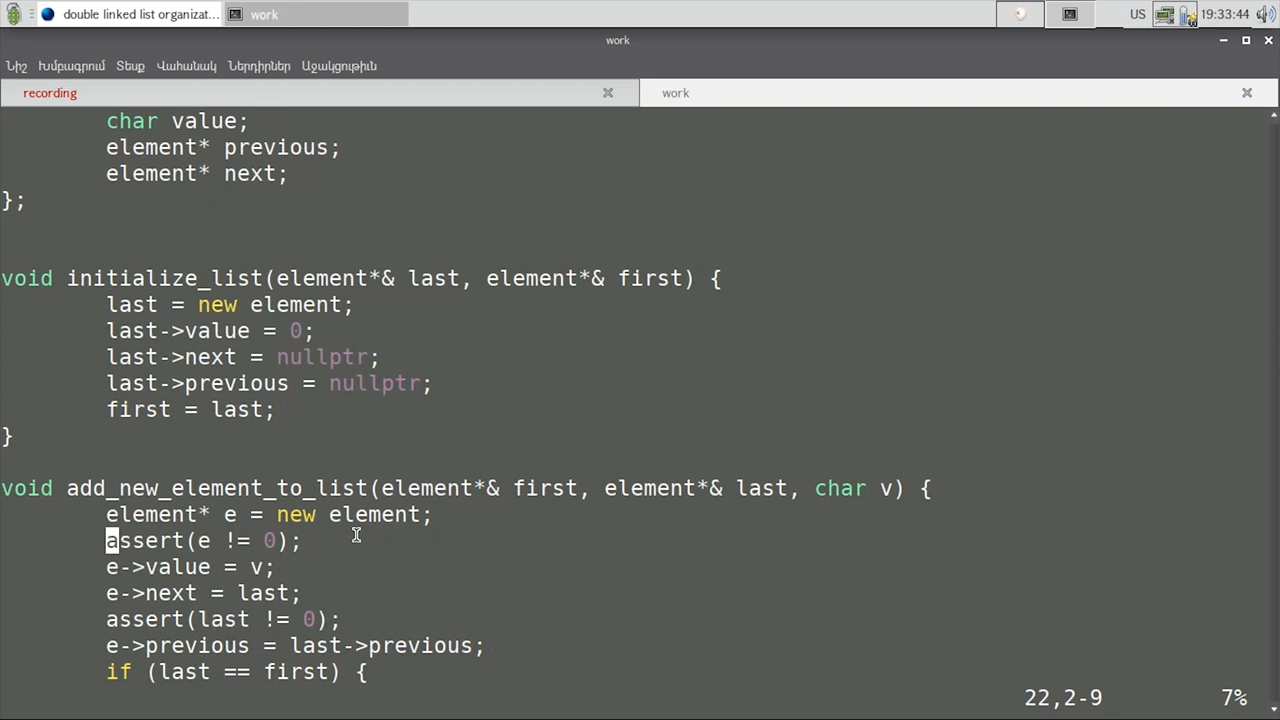 double linked list organizat...
work
US
19:33:44
work
Նիշ Խմբագրում Տեսք Վահանակ Ներդիրներ Աջակցութիւն
recording
work
char value;
element* previous;
element* next;
};
void initialize_list(element*& last, element*& first) {
last = new element;
last->value = 0;
last->next = nullptr;
last->previous = nullptr;
first = last;
}
void add_new_element_to_list(element*& first, element*& last, char v) {
element* e = new element;
assert(e != 0);
e->value = v;
e->next = last;
assert(last != 0);
e->previous = last->previous;
if (last == first) {
22,2-9
7%